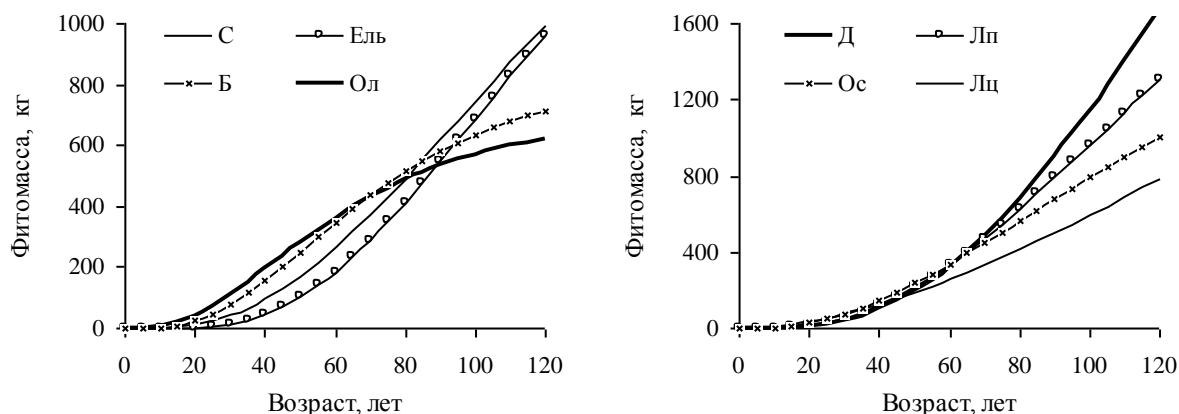 1000
800
600
400
200
0
Фитомасса, кг
С
Ель
Б
Ол
0 20 40 60 80 100 120
Возраст, лет
1600
1200
800
400
0
Фитомасса, кг
Д
Лп
Ос
Лц
0 20 40 60 80 100 120
Возраст, лет